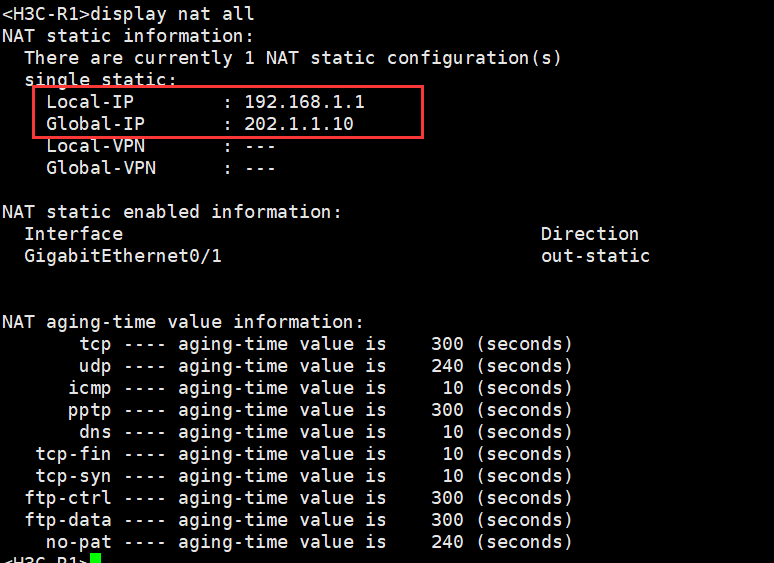 <H3C-R1>display nat all
NAT static information:
  There are currently 1 NAT static configuration(s)
  single static:
    Local-IP        : 192.168.1.1
    Global-IP       : 202.1.1.10
    Local-VPN       : ---
    Global-VPN      : ---

NAT static enabled information:
  Interface                                      Direction
  GigabitEthernet0/1                             out-static

NAT aging-time value information:
       tcp ---- aging-time value is    300 (seconds)
       udp ---- aging-time value is    240 (seconds)
      icmp ---- aging-time value is     10 (seconds)
      pptp ---- aging-time value is    300 (seconds)
       dns ---- aging-time value is     10 (seconds)
   tcp-fin ---- aging-time value is     10 (seconds)
   tcp-syn ---- aging-time value is     10 (seconds)
  ftp-ctrl ---- aging-time value is    300 (seconds)
  ftp-data ---- aging-time value is    300 (seconds)
    no-pat ---- aging-time value is    240 (seconds)
<H3C-R1>